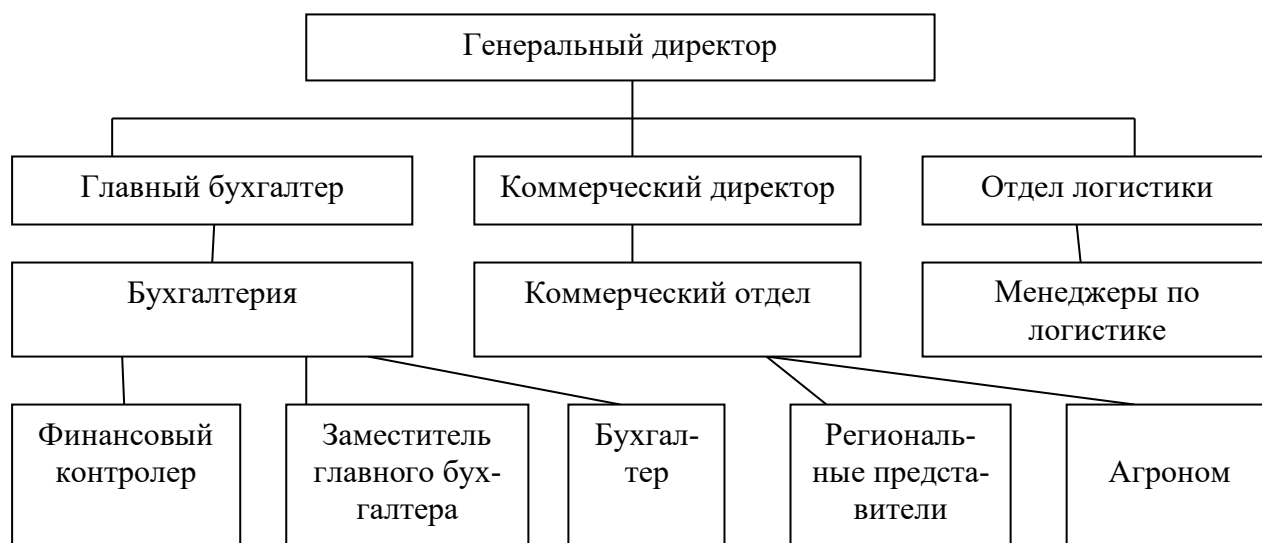 Генеральный директор
Главный бухгалтер
Коммерческий директор
Отдел логистики
Бухгалтерия
Коммерческий отдел
Менеджеры по
логистике
Финансовый
контролер
Заместитель
главного бух-
галтера
Бухгал-
тер
Региональ-
ные предста-
вители
Агроном